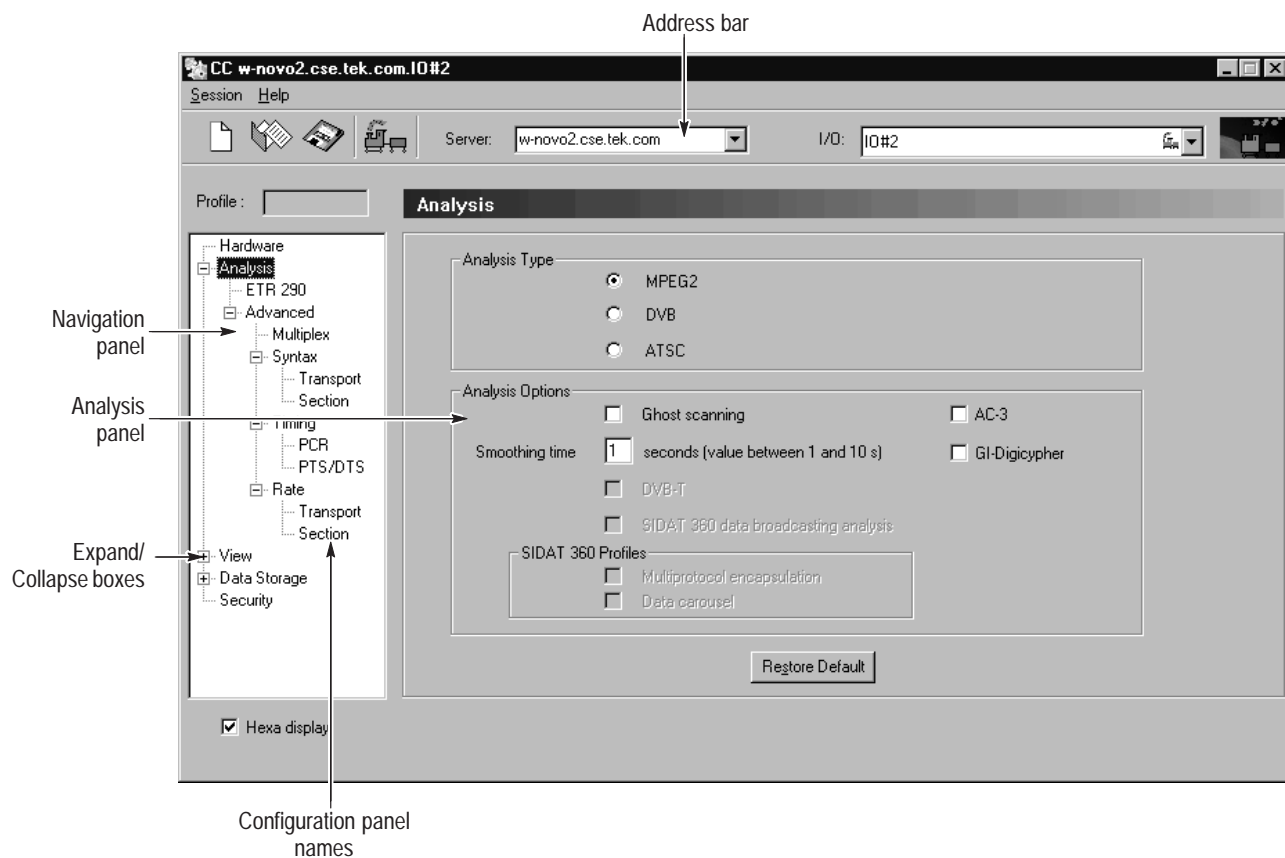 Address bar
CC w-novo2.cse.tek.com.IO#2
Session Help
Server: w-novo2.cse.tek.com I/O: IO#2
Profile :
Analysis
Hardware
Analysis
ETR 290
Advanced
Multiplex
Syntax
Transport
Section
Timing
PCR
PTS/DTS
Rate
Transport
Section
View
Data Storage
Security
Hexa display
Navigation
panel
Analysis
panel
Expand/
Collapse boxes
Configuration panel
names
Analysis Type
MPEG2
DVB
ATSC
Analysis Options
Ghost scanning AC-3
Smoothing time 1 seconds (value between 1 and 10 s) GI-Digicypher
DVB-T
SIDAT 360 data broadcasting analysis
SIDAT 360 Profiles
Multiprotocol encapsulation
Data carousel
Restore Default